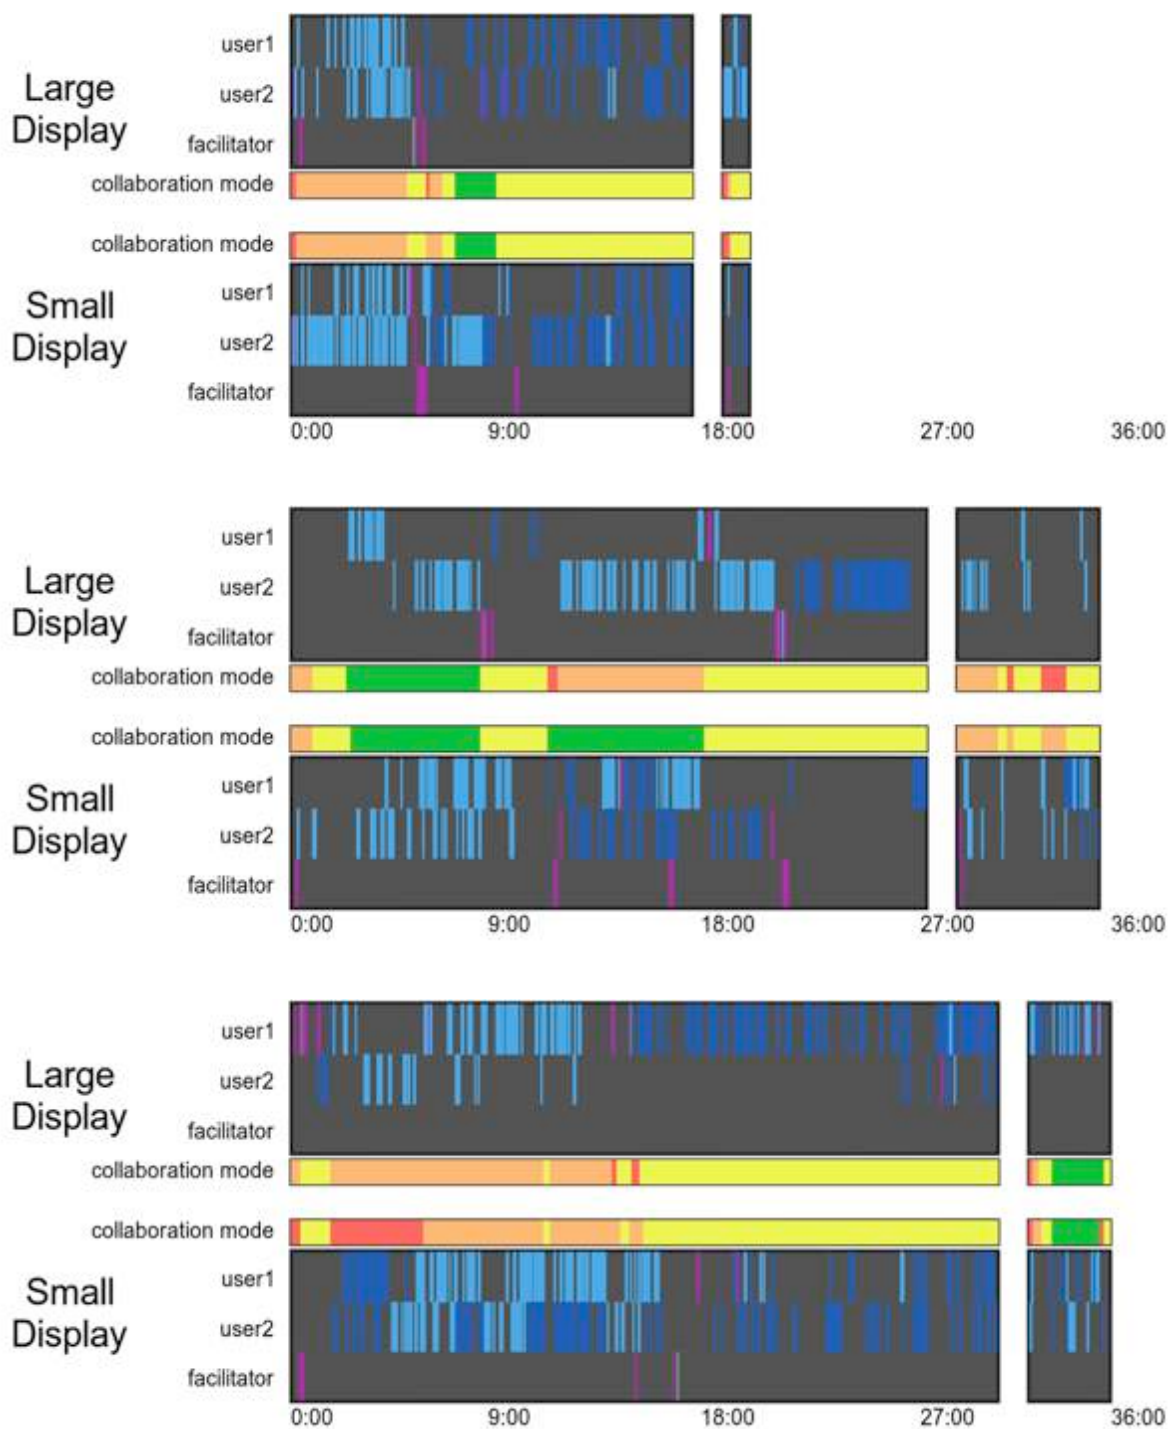 user1
Large
Display
user2
facilitator
collaboration mode
collaboration mode
Small
Display
user1
user2
facilitator
0:00 9:00 18:00 27:00 36:00
user1
Large
Display
user2
facilitator
collaboration mode
collaboration mode
Small
Display
user1
user2
facilitator
0:00 9:00 18:00 27:00 36:00
user1
Large
Display
user2
facilitator
collaboration mode
collaboration mode
Small
Display
user1
user2
facilitator
0:00 9:00 18:00 27:00 36:00